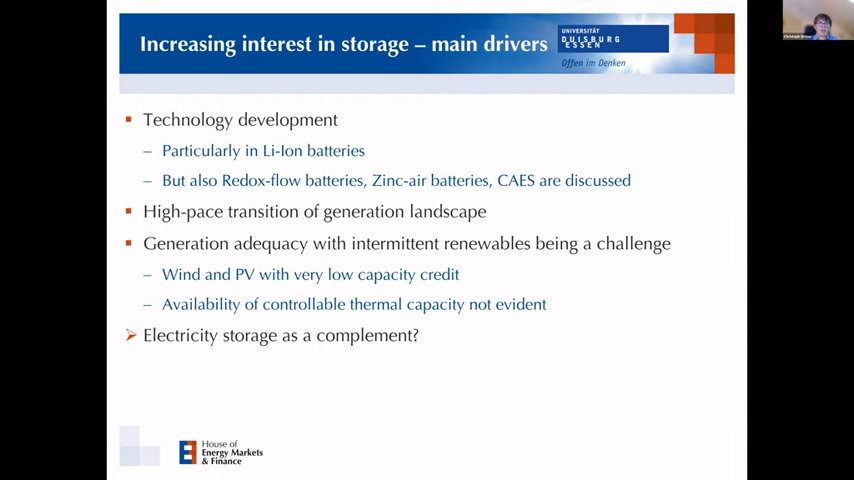 Increasing interest in storage – main drivers
UNIVERSITÄT
DUISBURG
ESSEN
Offen im Denken
Technology development
– Particularly in Li-Ion batteries
– But also Redox-flow batteries, Zinc-air batteries, CAES are discussed
High-pace transition of generation landscape
Generation adequacy with intermittent renewables being a challenge
– Wind and PV with very low capacity credit
– Availability of controllable thermal capacity not evident
Electricity storage as a complement?
House of
Energy Markets
& Finance